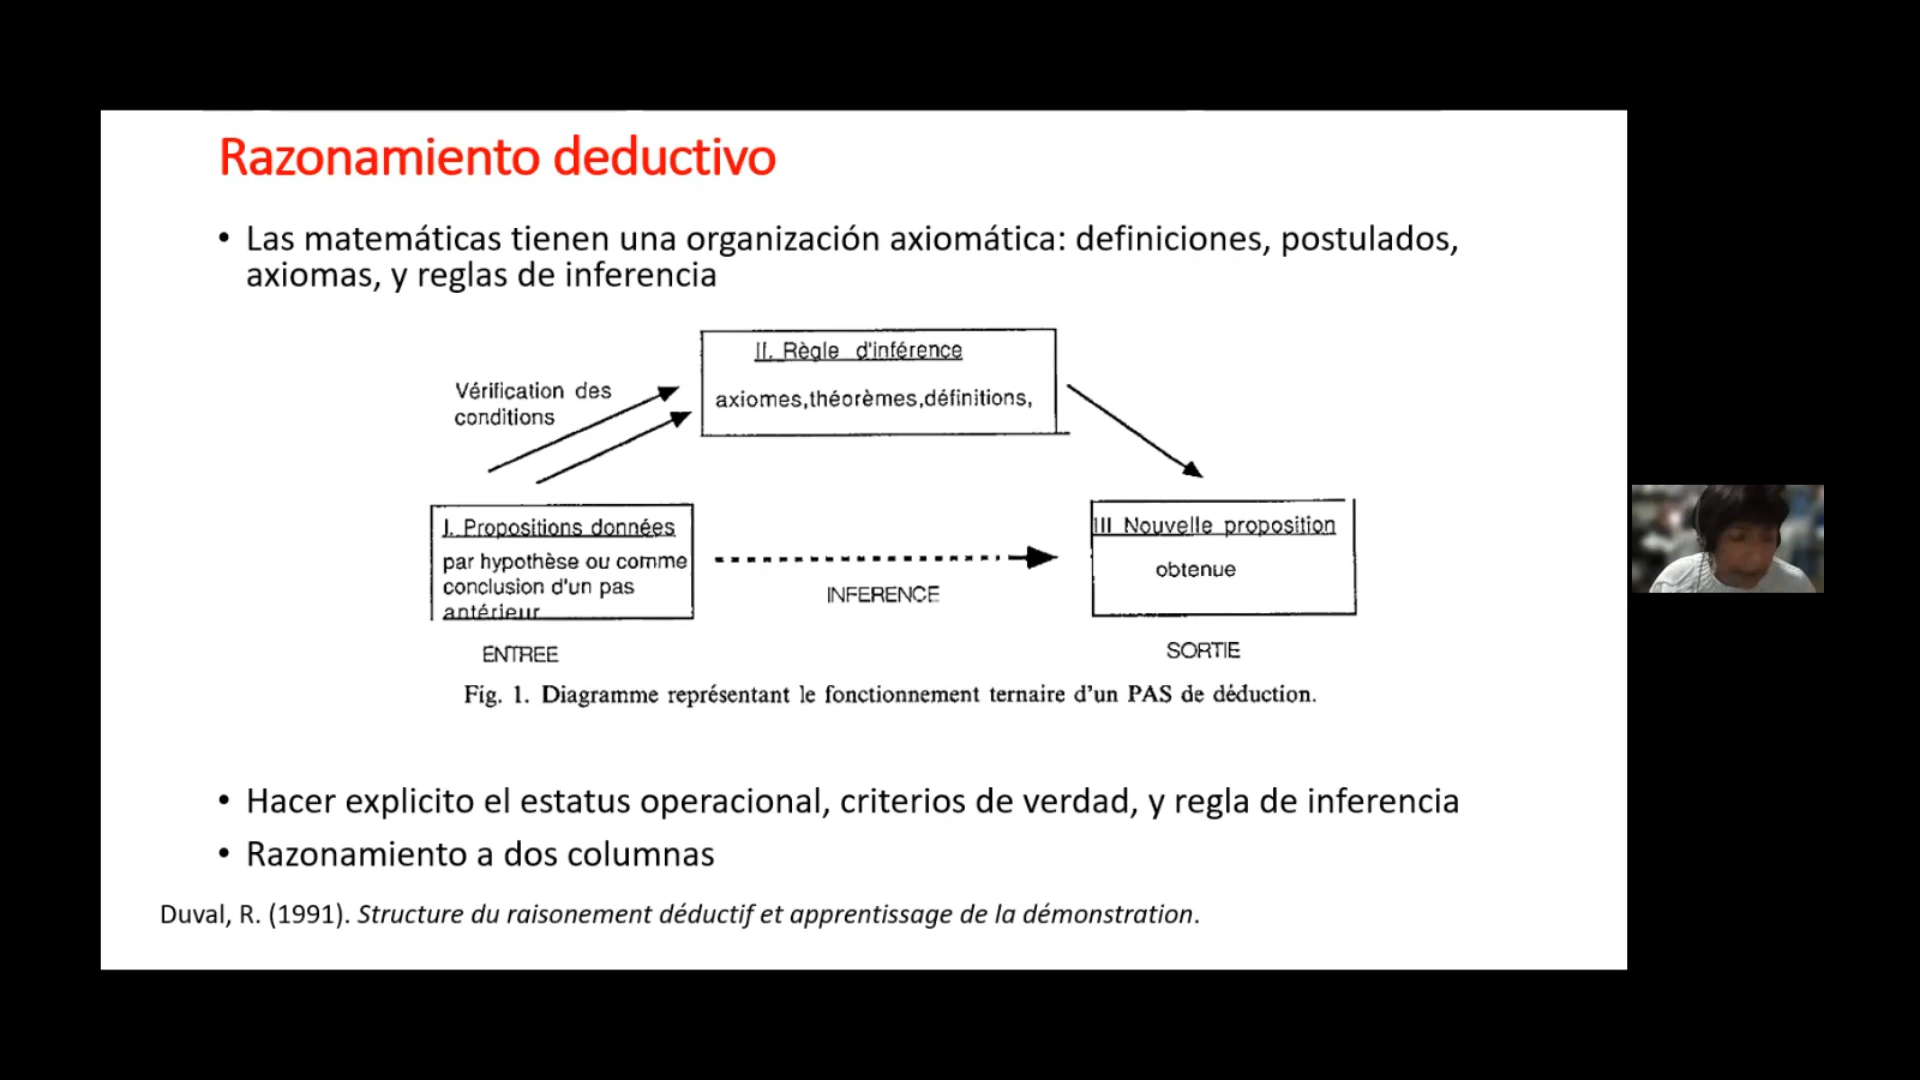 Razonamiento deductivo
• Las matemáticas tienen una organización axiomática: definiciones, postulados,
axiomas, y reglas de inferencia
II. Règle d'inférence
axiomes,théorèmes,définitions,
Vérification des
conditions
I. Propositions données
par hypothèse ou comme
conclusion d'un pas
antérieur
ENTREE
INFERENCE
III Nouvelle proposition
obtenue
SORTIE
Fig. 1. Diagramme représentant le fonctionnement ternaire d'un PAS de déduction.
• Hacer explicito el estatus operacional, criterios de verdad, y regla de inferencia
• Razonamiento a dos columnas
Duval, R. (1991). Structure du raisonement déductif et apprentissage de la démonstration.